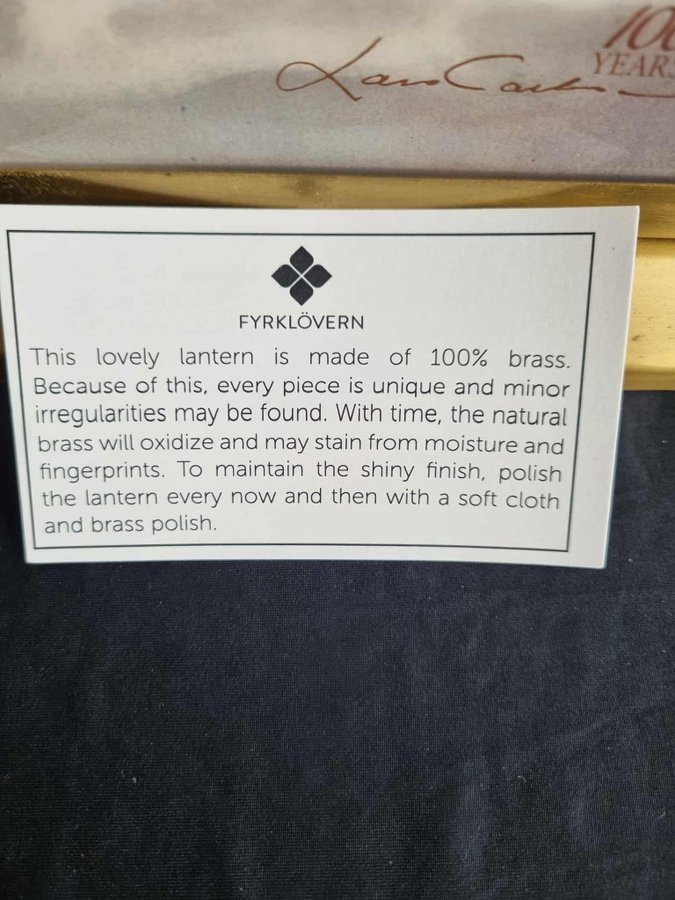 100
YEARS
FYRKLÖVERN
This lovely lantern is made of 100% brass.
Because of this, every piece is unique and minor
irregularities may be found. With time, the natural
brass will oxidize and may stain from moisture and
fingerprints. To maintain the shiny finish, polish
the lantern every now and then with a soft cloth
and brass polish.